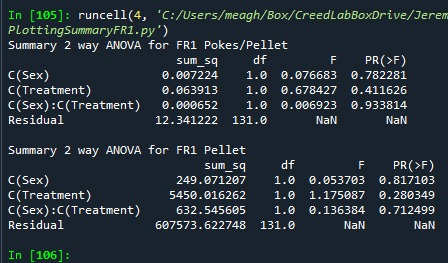 In [105]: runcell(4, 'C:/Users/meagh/Box/CreedLabBoxDrive/Jerem
PlottingSummaryFR1.py')
Summary 2 way ANOVA for FR1 Pokes/Pellet
sum_sq df F PR(>F)
C(Sex) 0.007224 1.0 0.076683 0.782281
C(Treatment) 0.063913 1.0 0.678427 0.411626
C(Sex):C(Treatment) 0.000652 1.0 0.006923 0.933814
Residual 12.341222 131.0 NaN NaN
Summary 2 way ANOVA for FR1 Pellet
sum_sq df F PR(>F)
C(Sex) 249.071207 1.0 0.053703 0.817103
C(Treatment) 5450.016262 1.0 1.175087 0.280349
C(Sex):C(Treatment) 632.545605 1.0 0.136384 0.712499
Residual 607573.622748 131.0 NaN NaN
In [106]: